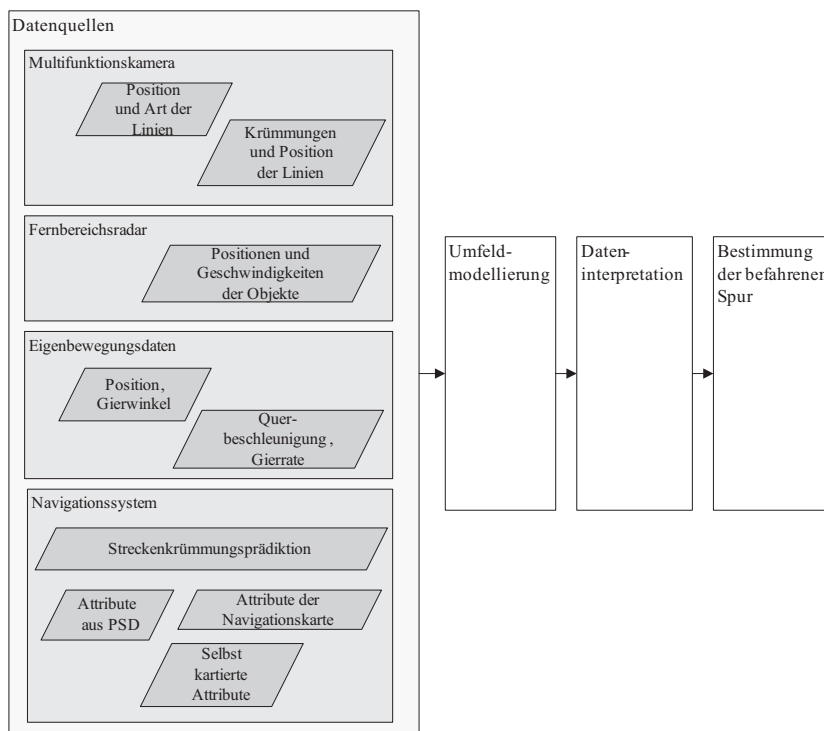 Datenquellen
Multifunktionskamera
Position
und Art der
Linien
Krümmungen
und Position
der Linien
Fernbereichsradar
Positionen und
Geschwindigkeiten
der Objekte
Eigenbewegungsdaten
Position,
Gierwinkel
Quer-
beschleunigung,
Gierrate
Navigationssystem
Streckenkrümmungsprädiktion
Attribute
aus PSD
Attribute der
Navigationskarte
Selbst
kartierte
Attribute
Umfeld-
modellierung
Daten-
interpretation
Bestimmung
der befahrenen
Spur